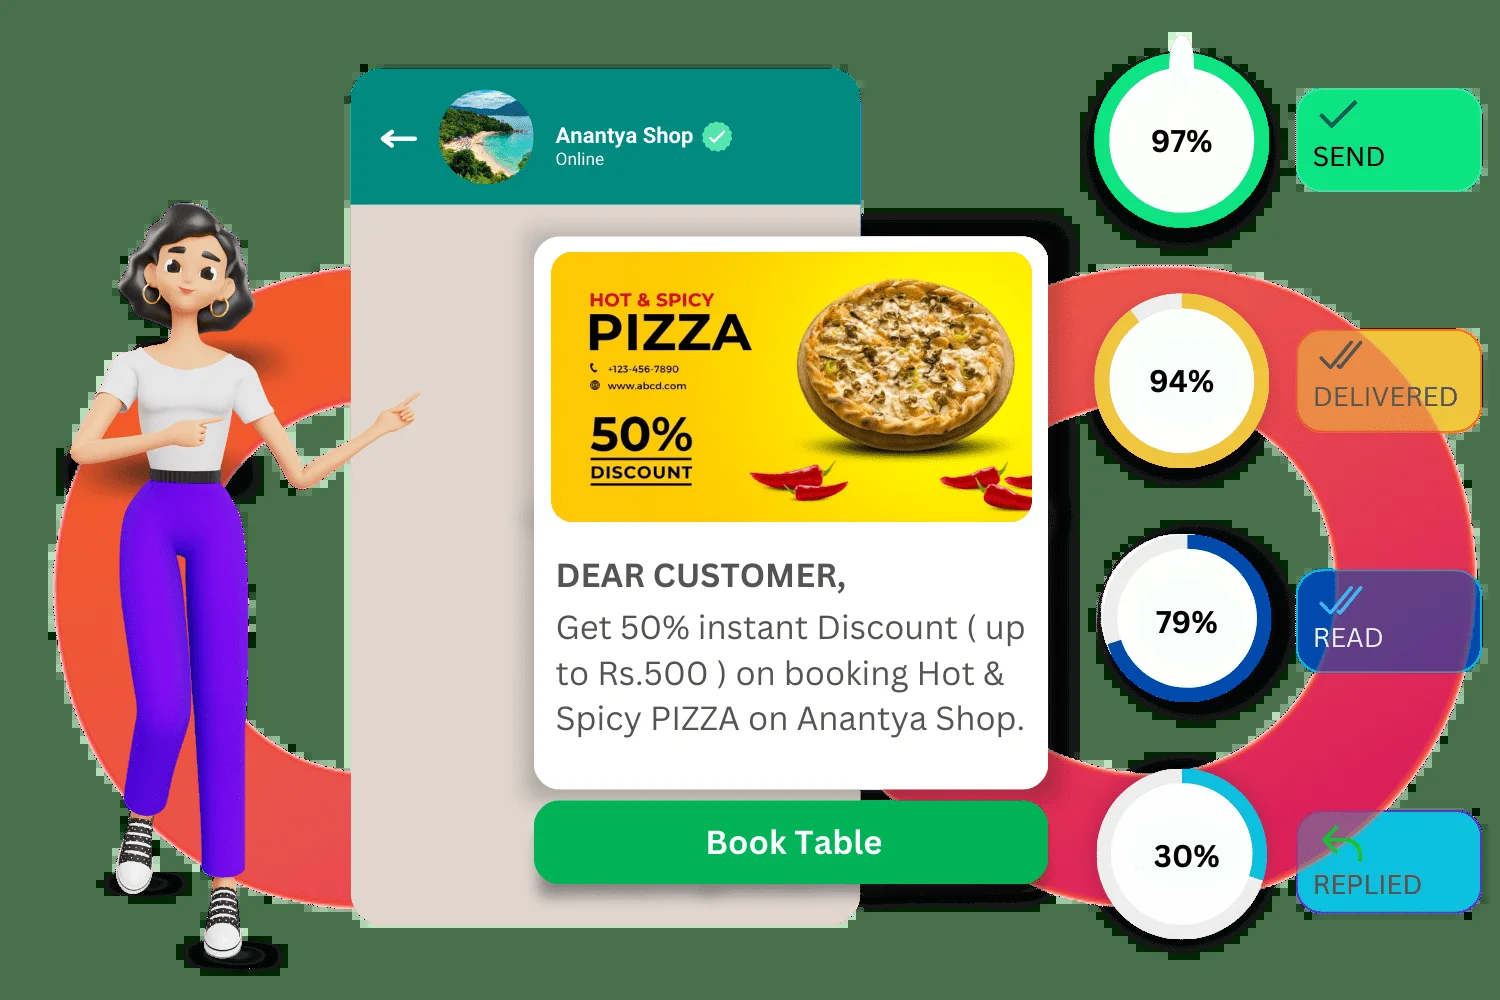 Anantya Shop
Online
HOT & SPICY
PIZZA
+123-456-7890
www.abcd.com
50%
DISCOUNT
DEAR CUSTOMER,
Get 50% instant Discount ( up
to Rs.500 ) on booking Hot &
Spicy PIZZA on Anantya Shop.
Book Table
97%
SEND
94%
DELIVERED
79%
READ
30%
REPLIED